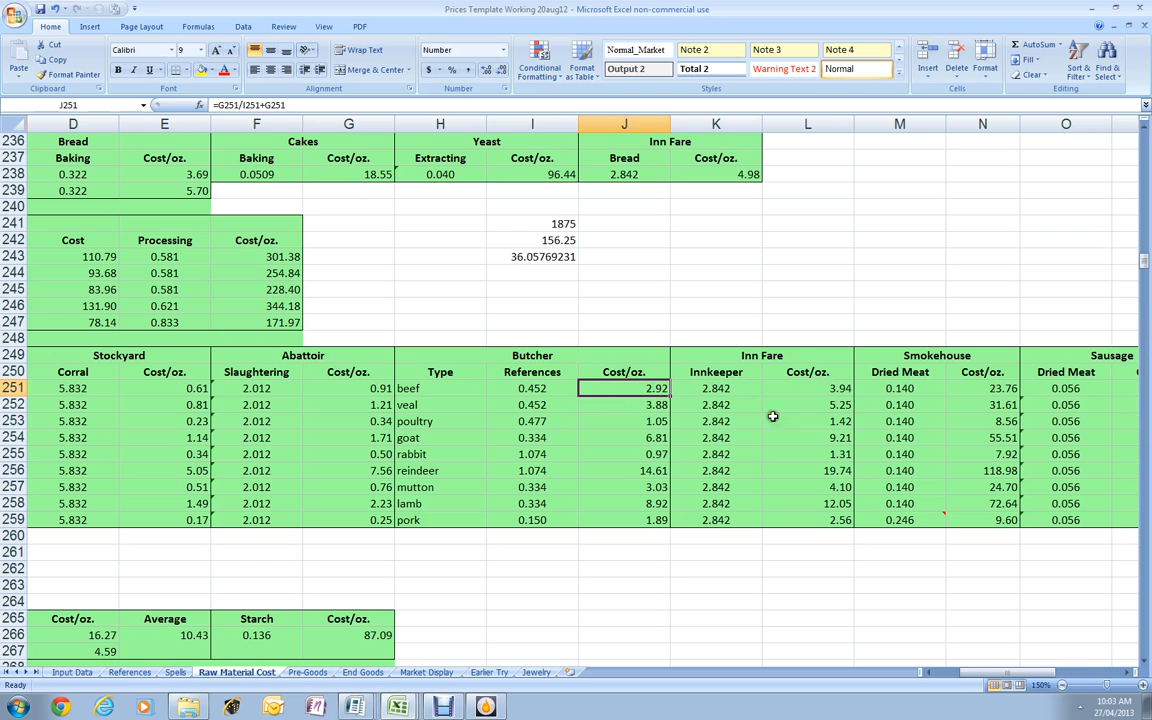 Prices Template Working 20aug12 - Microsoft Excel non-commercial use
Home Insert Page Layout Formulas Data Review View PDF
Paste Cut Copy Format Painter Clipboard
Calibri 9 Font
Wrap Text Merge & Center Alignment
Number $ % , Number
Conditional Formatting Format as Table
Normal_Market Note 2 Note 3 Note 4
Output 2 Total 2 Warning Text 2 Normal
Styles
Insert Delete Format Cells
AutoSum Fill Clear Sort & Filter Find & Select Editing
J251 fx =G251/I251+G251
D E F G H I J K L M N O
236 Bread Cakes Yeast Inn Fare
237 Baking Cost/oz. Baking Cost/oz. Extracting Cost/oz. Bread Cost/oz.
238 0.322 3.69 0.0509 18.55 0.040 96.44 2.842 4.98
239 0.322 5.70
240
241 1875
242 Cost Processing Cost/oz. 156.25
243 110.79 0.581 301.38 36.05769231
244 93.68 0.581 254.84
245 83.96 0.581 228.40
246 131.90 0.621 344.18
247 78.14 0.833 171.97
248
249 Stockyard Abattoir Butcher Inn Fare Smokehouse Sausage
250 Corral Cost/oz. Slaughtering Cost/oz. Type References Cost/oz. Innkeeper Cost/oz. Dried Meat Cost/oz. Dried Meat
251 5.832 0.61 2.012 0.91 beef 0.452 2.92 2.842 3.94 0.140 23.76 0.056
252 5.832 0.81 2.012 1.21 veal 0.452 3.88 2.842 5.25 0.140 31.61 0.056
253 5.832 0.23 2.012 0.34 poultry 0.477 1.05 2.842 1.42 0.140 8.56 0.056
254 5.832 1.14 2.012 1.71 goat 0.334 6.81 2.842 9.21 0.140 55.51 0.056
255 5.832 0.34 2.012 0.50 rabbit 1.074 0.97 2.842 1.31 0.140 7.92 0.056
256 5.832 5.05 2.012 7.56 reindeer 1.074 14.61 2.842 19.74 0.140 118.98 0.056
257 5.832 0.51 2.012 0.76 mutton 0.334 3.03 2.842 4.10 0.140 24.70 0.056
258 5.832 1.49 2.012 2.23 lamb 0.334 8.92 2.842 12.05 0.140 72.64 0.056
259 5.832 0.17 2.012 0.25 pork 0.150 1.89 2.842 2.56 0.246 9.60 0.056
260
261
262
263
264
265 Cost/oz. Average Starch Cost/oz.
266 16.27 10.43 0.136 87.09
267 4.59
Input Data References Spells Raw Material Cost Pre-Goods End Goods Market Display Earlier Try Jewelry
Ready 150%
10:03 AM
27/04/2013